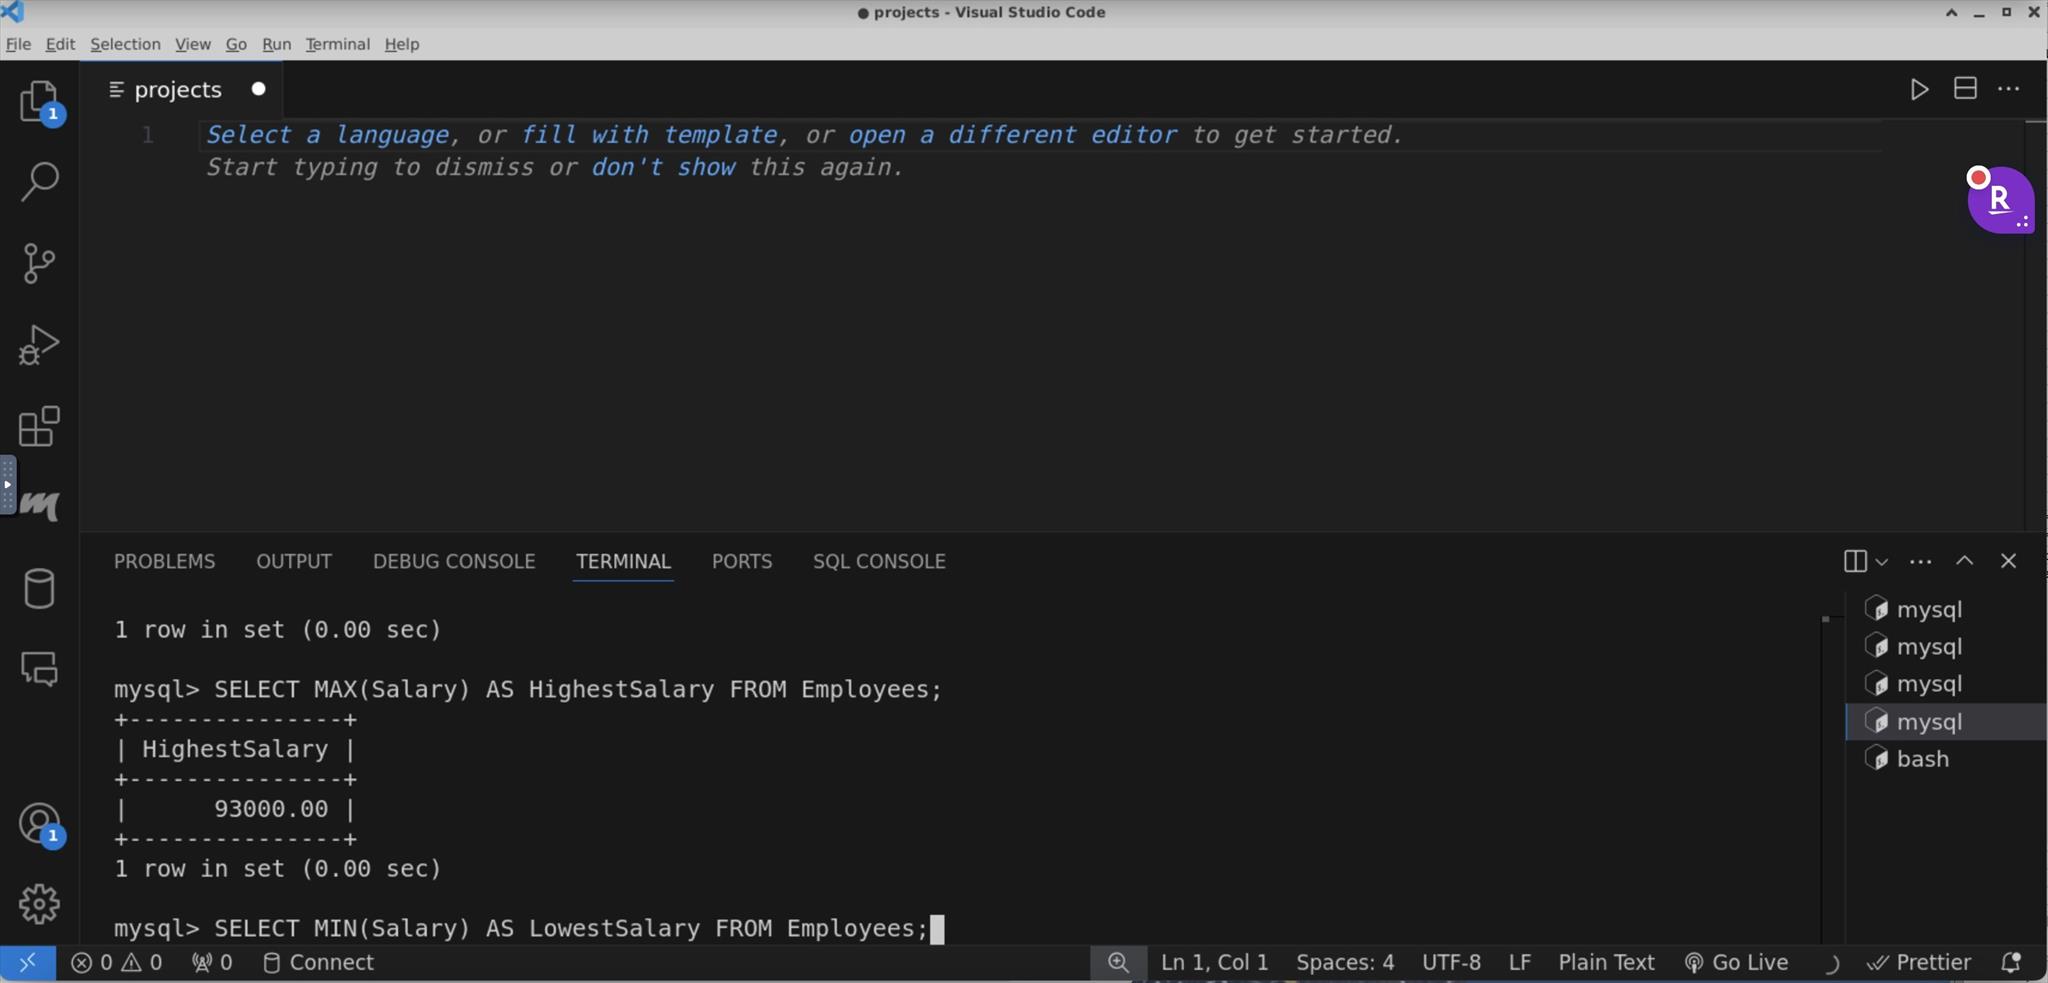 ● projects - Visual Studio Code
File Edit Selection View Go Run Terminal Help
1
projects ●
1 Select a language, or fill with template, or open a different editor to get started.
Start typing to dismiss or don't show this again.
R
m
PROBLEMS OUTPUT DEBUG CONSOLE TERMINAL PORTS SQL CONSOLE
1 row in set (0.00 sec)
mysql> SELECT MAX(Salary) AS HighestSalary FROM Employees;
+---------------+
| HighestSalary |
+---------------+
|      93000.00 |
+---------------+
1 row in set (0.00 sec)
mysql> SELECT MIN(Salary) AS LowestSalary FROM Employees;
mysql
mysql
mysql
mysql
bash
1
0 0 0 Connect Ln 1, Col 1 Spaces: 4 UTF-8 LF Plain Text Go Live Prettier